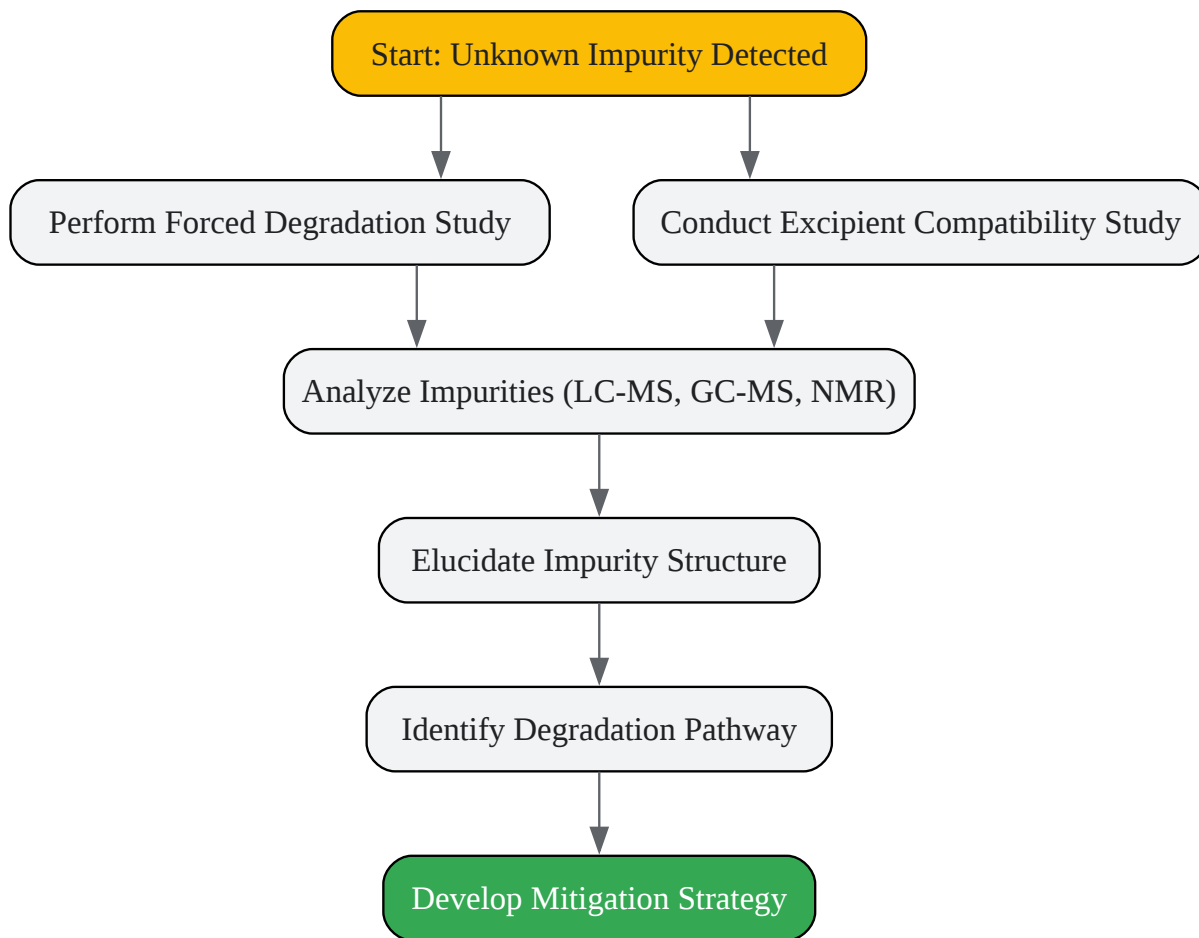 Start: Unknown Impurity Detected
Perform Forced Degradation Study
Conduct Excipient Compatibility Study
Analyze Impurities (LC-MS, GC-MS, NMR)
Elucidate Impurity Structure
Identify Degradation Pathway
Develop Mitigation Strategy